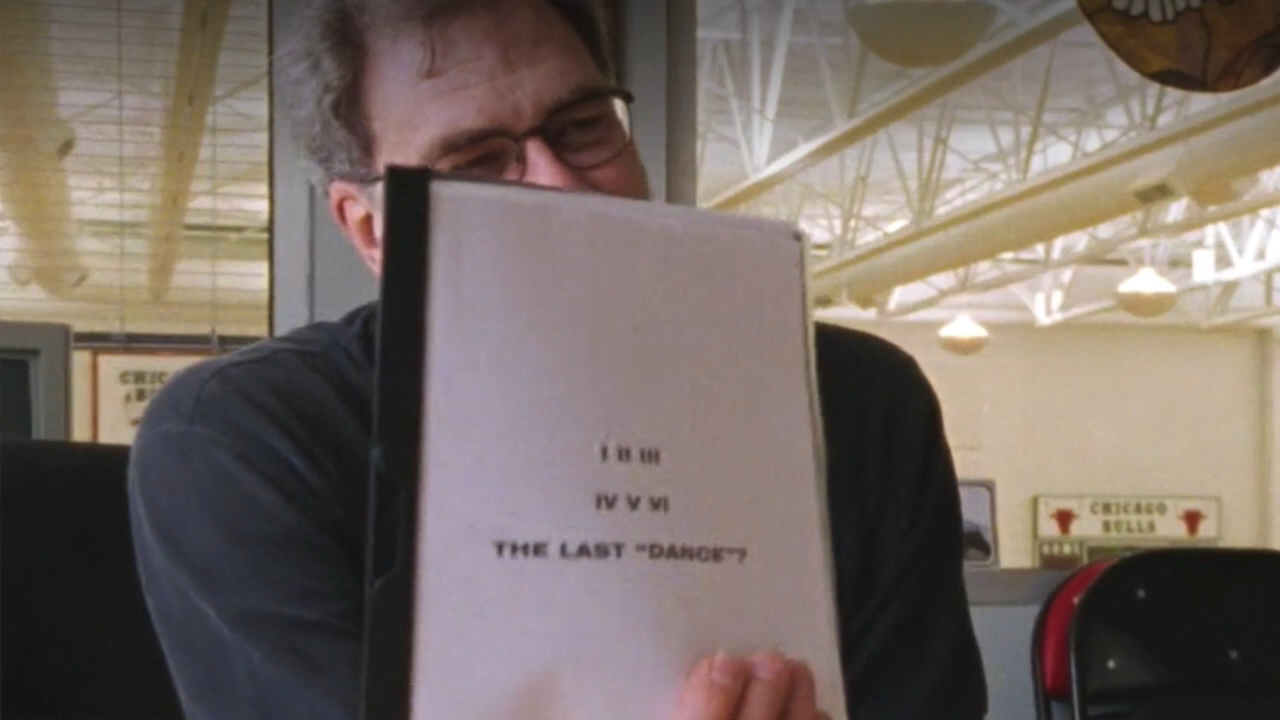 I II III
IV V VI
THE LAST "DANCE"?
CHICAGO
BULLS